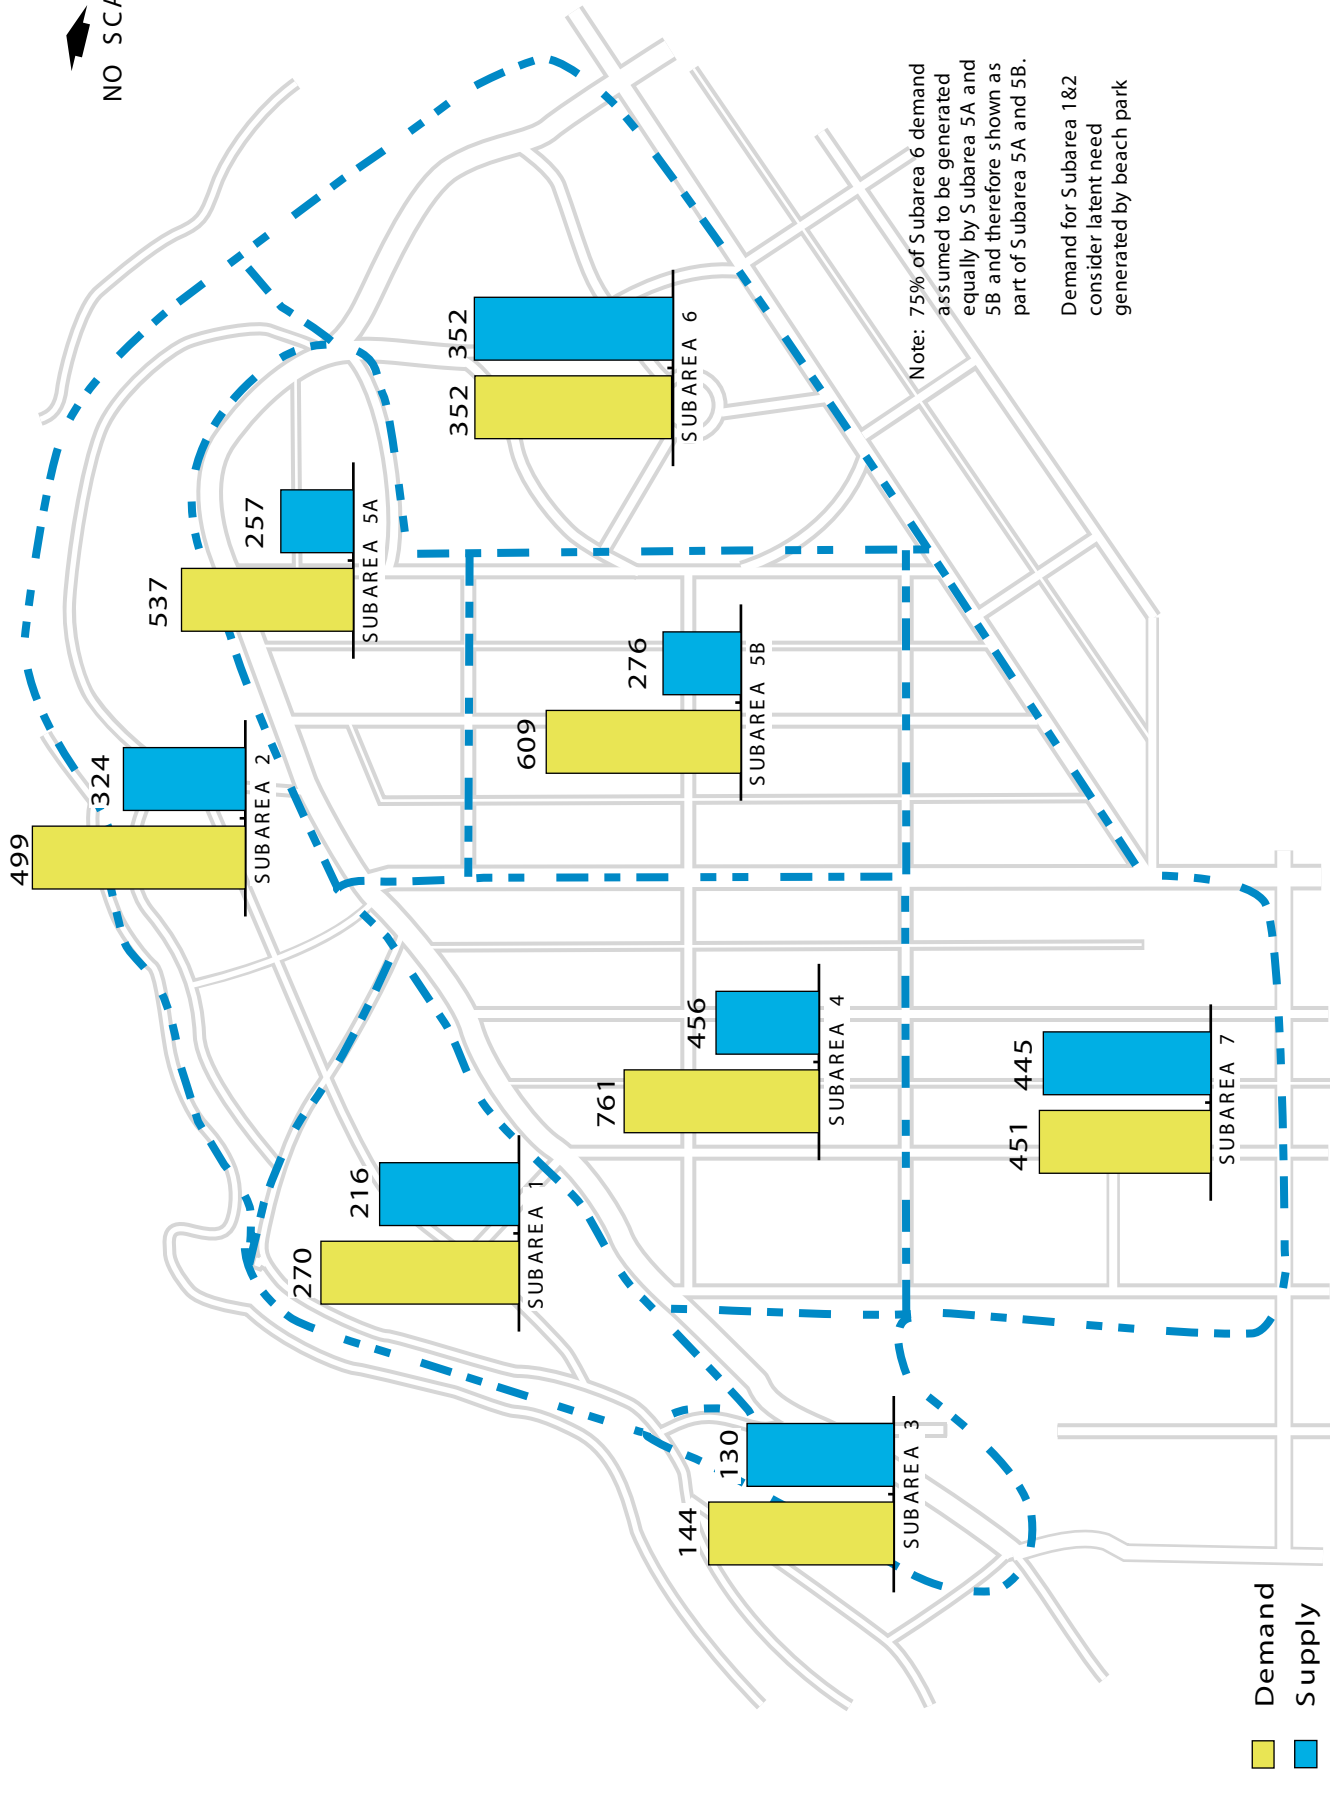 NO SCA
499
324
SUBAREA 2
537
257
SUBAREA 5A
352
352
SUBAREA 6
609
276
SUBAREA 5B
270
216
SUBAREA 1
761
456
SUBAREA 4
451
445
SUBAREA 7
144
130
SUBAREA 3
Note: 75% of Subarea 6 demand
assumed to be generated
equally by Subarea 5A and
5B and therefore shown as
part of Subarea 5A and 5B.
Demand for Subarea 1&2
consider latent need
generated by beach park
Demand
Supply